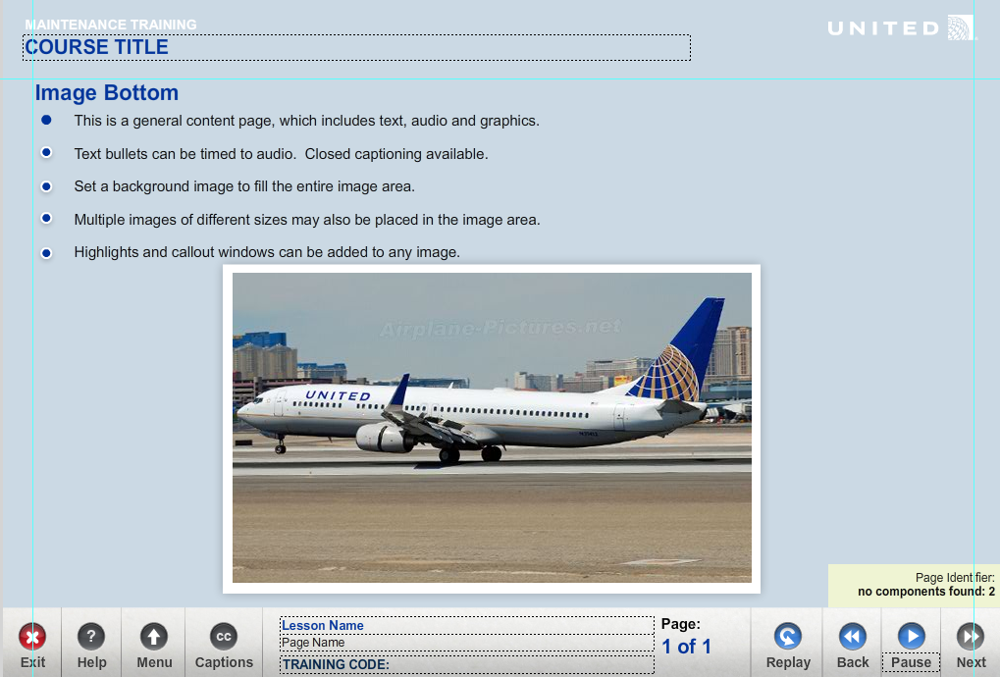 MAINTENANCE TRAINING
COURSE TITLE
UNITED
Image Bottom
This is a general content page, which includes text, audio and graphics.
Text bullets can be timed to audio.  Closed captioning available.
Set a background image to fill the entire image area.
Multiple images of different sizes may also be placed in the image area.
Highlights and callout windows can be added to any image.
Airplane-Pictures.net
UNITED
Page Identifier:
no components found: 2
Exit
? Help
Menu
CC Captions
Lesson Name
Page Name
TRAINING CODE:
Page:
1 of 1
Replay
Back
Pause
Next